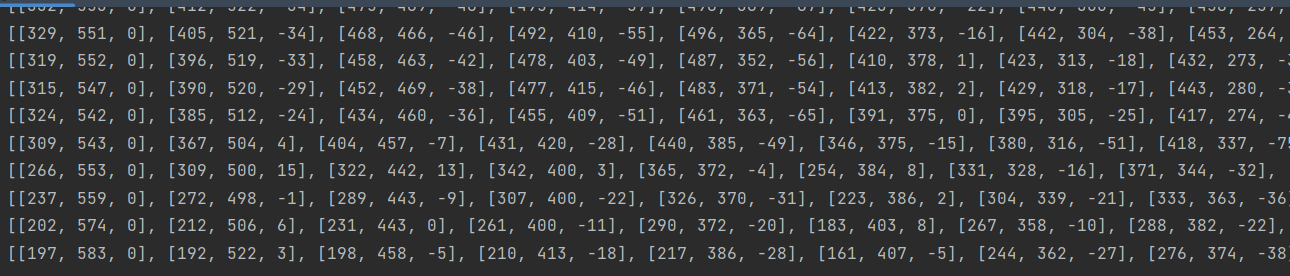 [[329, 551, 0], [405, 521, -34], [468, 466, -46], [492, 410, -55], [496, 365, -64], [422, 373, -16], [442, 304, -38], [453, 264,
[[319, 552, 0], [396, 519, -33], [458, 463, -42], [478, 403, -49], [487, 352, -56], [410, 378, 1], [423, 313, -18], [432, 273,
[[315, 547, 0], [390, 520, -29], [452, 469, -38], [477, 415, -46], [483, 371, -54], [413, 382, 2], [429, 318, -17], [443, 280,
[[324, 542, 0], [385, 512, -24], [434, 460, -36], [455, 409, -51], [461, 363, -65], [391, 375, 0], [395, 305, -25], [417, 274,
[[309, 543, 0], [367, 504, 4], [404, 457, -7], [431, 420, -28], [440, 385, -49], [346, 375, -15], [380, 316, -51], [418, 337, -75
[[266, 553, 0], [309, 500, 15], [322, 442, 13], [342, 400, 3], [365, 372, -4], [254, 384, 8], [331, 328, -16], [371, 344, -32],
[[237, 559, 0], [272, 498, -1], [289, 443, -9], [307, 400, -22], [326, 370, -31], [223, 386, 2], [304, 339, -21], [333, 363, -36
[[202, 574, 0], [212, 506, 6], [231, 443, 0], [261, 400, -11], [290, 372, -20], [183, 403, 8], [267, 358, -10], [288, 382, -22],
[[197, 583, 0], [192, 522, 3], [198, 458, -5], [210, 413, -18], [217, 386, -28], [161, 407, -5], [244, 362, -27], [276, 374, -38